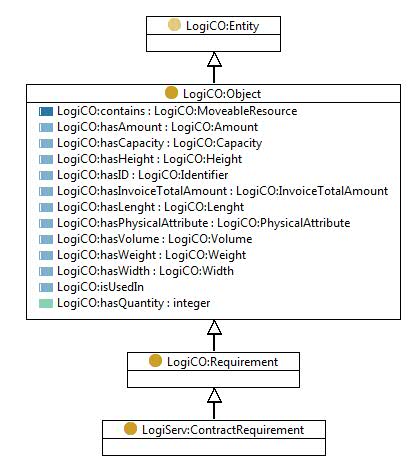 LogiCO:Entity
LogiCO:Object
LogiCO:contains : LogiCO:MoveableResource
LogiCO:hasAmount : LogiCO:Amount
LogiCO:hasCapacity : LogiCO:Capacity
LogiCO:hasHeight : LogiCO:Height
LogiCO:hasID : LogiCO:Identifier
LogiCO:hasInvoiceTotalAmount : LogiCO:InvoiceTotalAmount
LogiCO:hasLenght : LogiCO:Lenght
LogiCO:hasPhysicalAttribute : LogiCO:PhysicalAttribute
LogiCO:hasVolume : LogiCO:Volume
LogiCO:hasWeight : LogiCO:Weight
LogiCO:hasWidth : LogiCO:Width
LogiCO:isUsedIn
LogiCO:hasQuantity : integer
LogiCO:Requirement
LogiServ:ContractRequirement